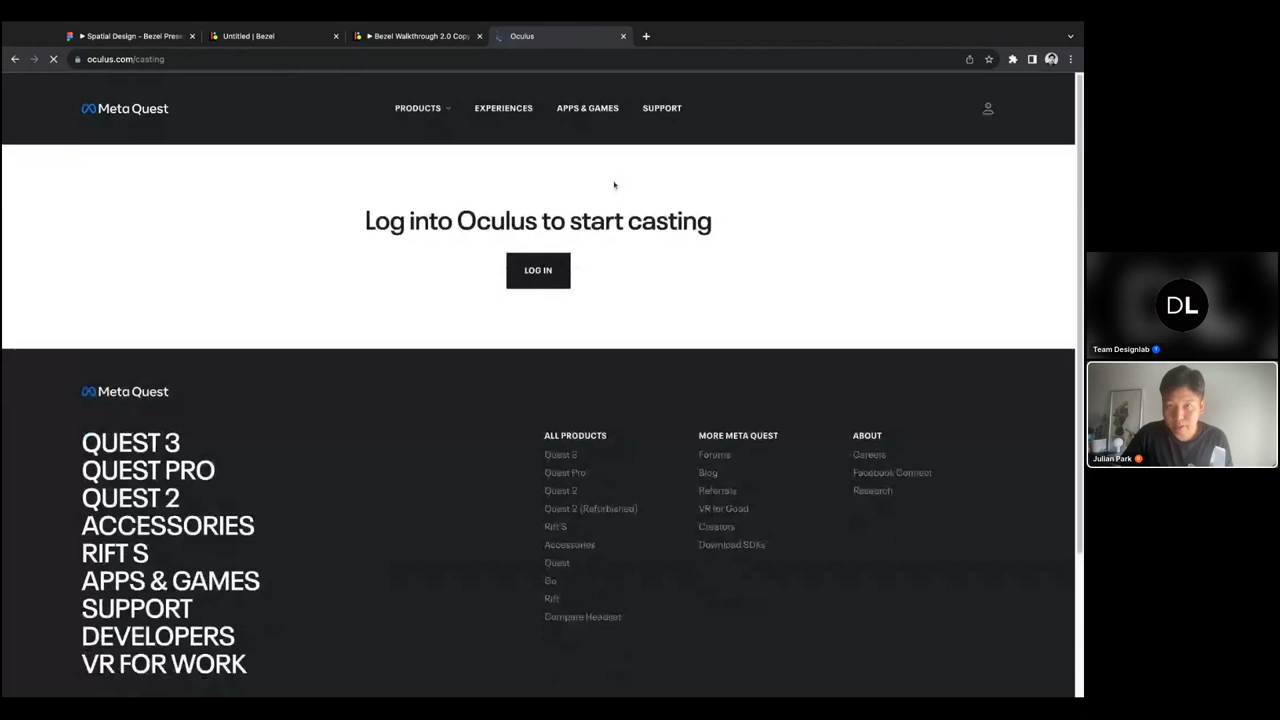 ▶ Spatial Design - Bezel Prese
Untitled | Bezel
▶ Bezel Walkthrough 2.0 Copy
Oculus
oculus.com/casting
Meta Quest
PRODUCTS
EXPERIENCES
APPS & GAMES
SUPPORT
Log into Oculus to start casting
LOG IN
Meta Quest
QUEST 3
QUEST PRO
QUEST 2
ACCESSORIES
RIFT S
APPS & GAMES
SUPPORT
DEVELOPERS
VR FOR WORK
ALL PRODUCTS
Quest 3
Quest Pro
Quest 2
Quest 2 (Refurbished)
Rift S
Accessories
Quest
Go
Rift
Compare Headset
MORE META QUEST
Forums
Blog
Referrals
VR for Good
Creators
Download SDKs
ABOUT
Careers
Facebook Connect
Research
DL
Team Designlab
Julian Park